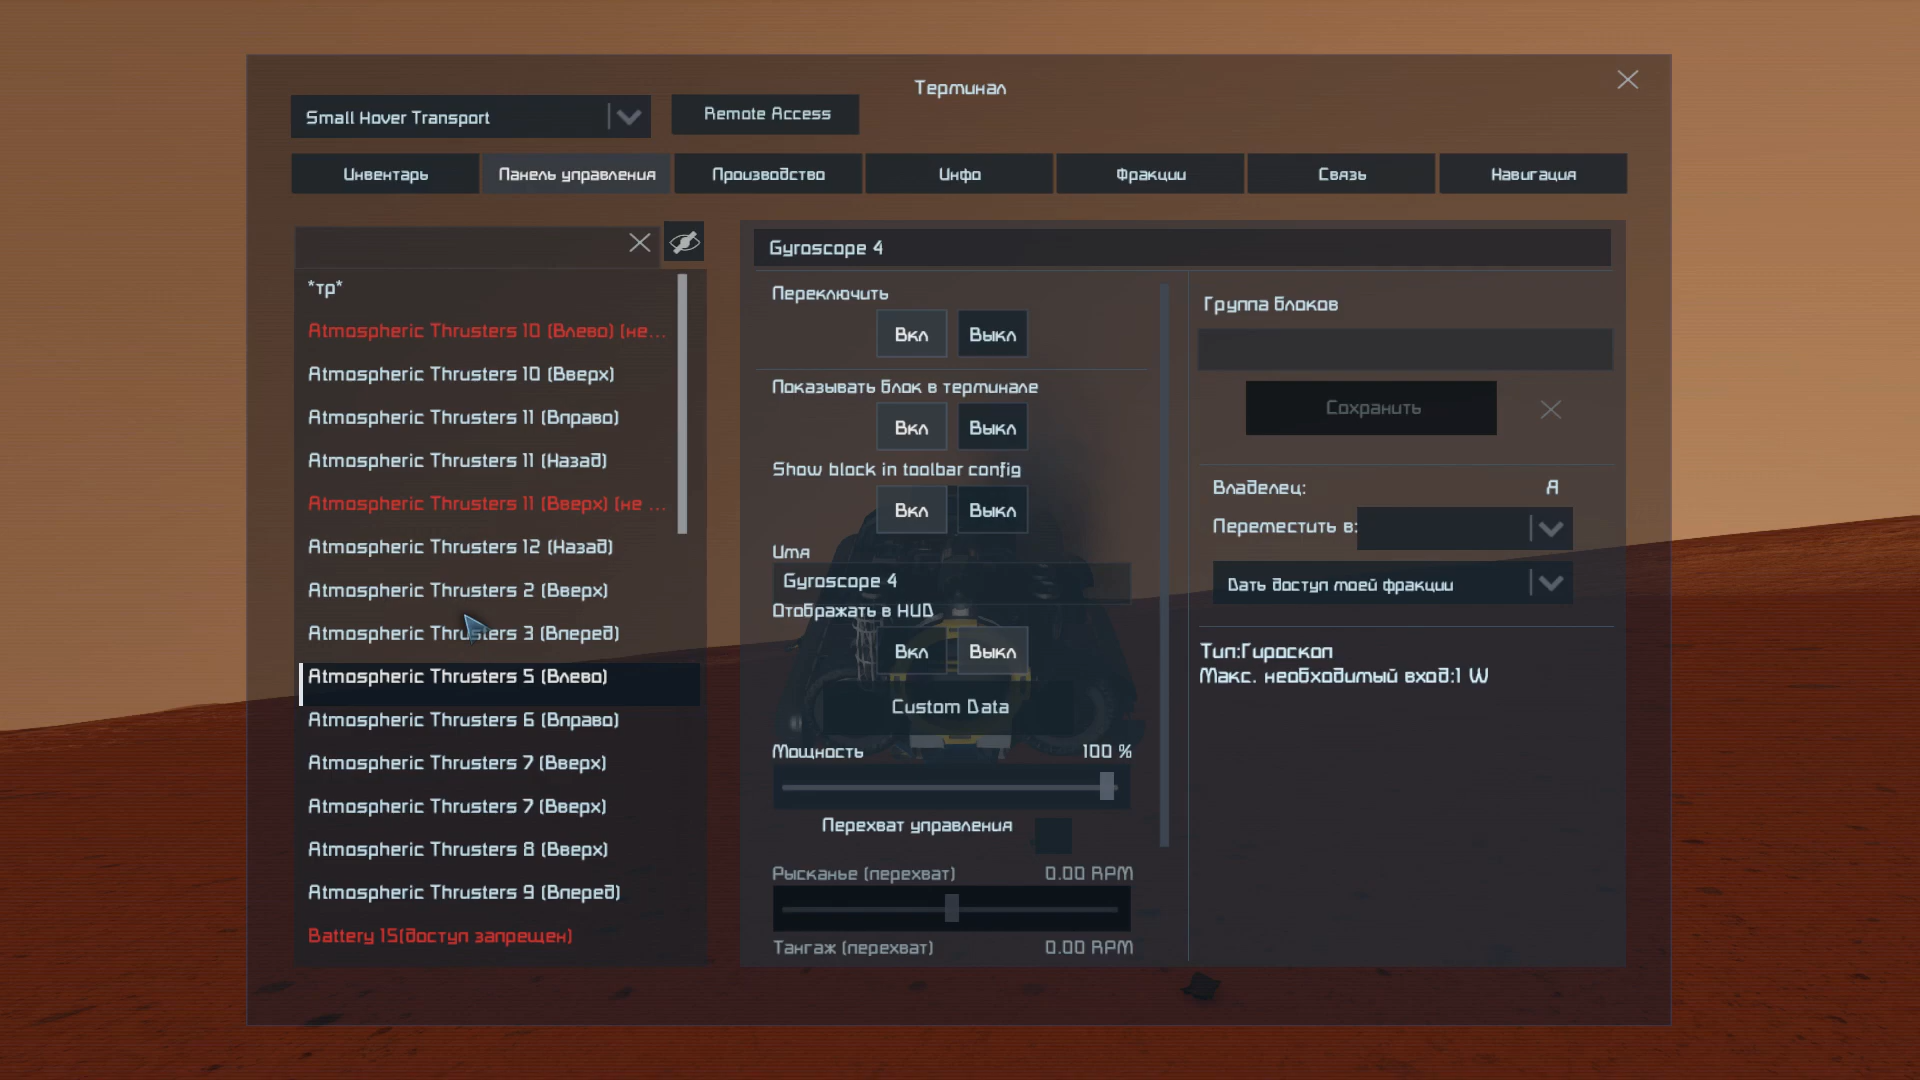 Терминал
Small Hover Transport
Remote Access
Инвентарь
Панель управления
Производство
Инфо
Фракции
Связь
Навигация
*тр*
Atmospheric Thrusters 10 (Влево) (не...
Atmospheric Thrusters 10 (Вверх)
Atmospheric Thrusters 11 (Вправо)
Atmospheric Thrusters 11 (Назад)
Atmospheric Thrusters 11 (Вверх) (не ...
Atmospheric Thrusters 12 (Назад)
Atmospheric Thrusters 2 (Вверх)
Atmospheric Thrusters 3 (Вперед)
Atmospheric Thrusters 5 (Влево)
Atmospheric Thrusters 6 (Вправо)
Atmospheric Thrusters 7 (Вверх)
Atmospheric Thrusters 7 (Вверх)
Atmospheric Thrusters 8 (Вверх)
Atmospheric Thrusters 9 (Вперед)
Battery 15(доступ запрещен)
Gyroscope 4
Переключить
Вкл Выкл
Показывать блок в терминале
Вкл Выкл
Show block in toolbar config
Вкл Выкл
Имя
Gyroscope 4
Отображать в HUD
Вкл Выкл
Custom Data
Мощность 100 %
Перехват управления
Рысканье (перехват) 0.00 RPM
Тангаж (перехват) 0.00 RPM
Группа блоков
Сохранить
Владелец: A
Переместить в:
Дать доступ моей фракции
Тип:Гироскоп
Макс. необходимый вход:1 W